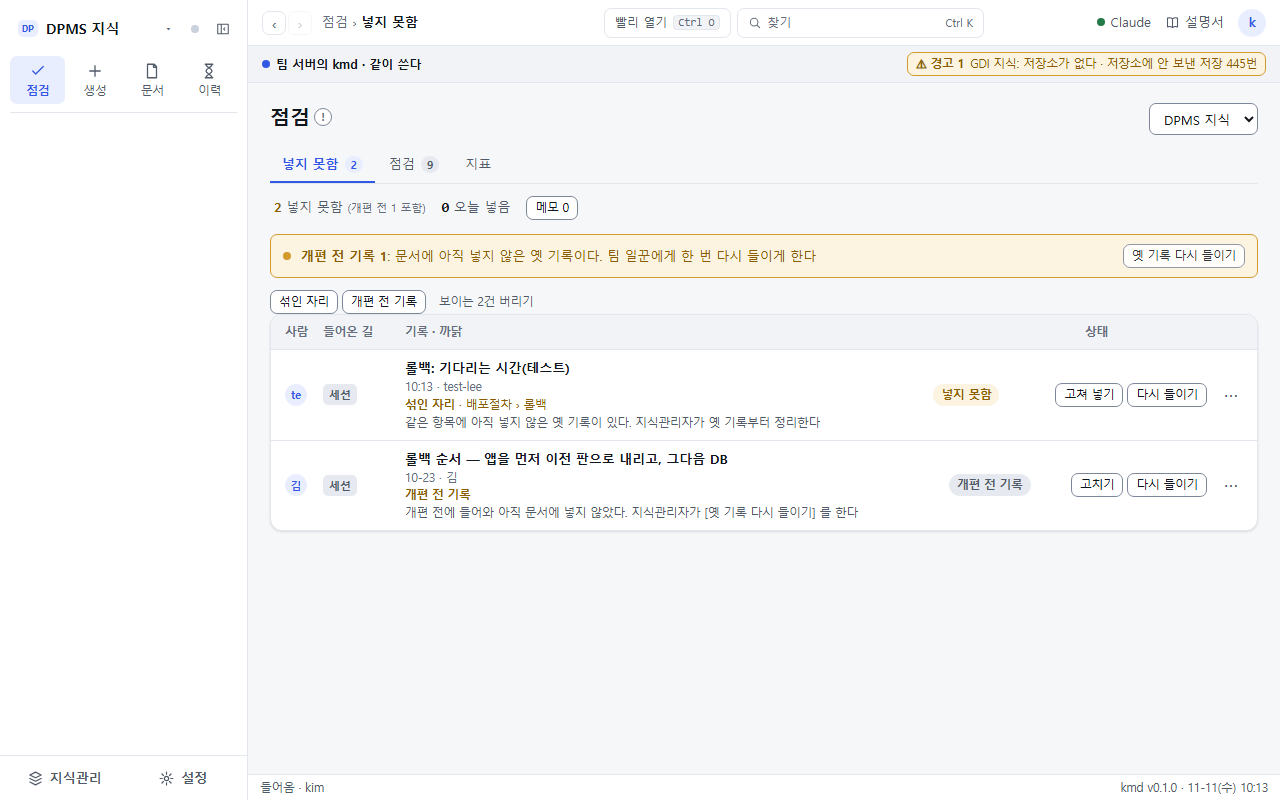 DP DPMS 지식
점검 생성 문서 이력
점검 › 넣지 못함
빨리 열기 Ctrl O
찾기 Ctrl K
Claude 설명서 k
팀 서버의 kmd · 같이 쓴다
⚠ 경고 1 GDI 지식: 저장소가 없다 · 저장소에 안 보낸 저장 445번
점검 !
DPMS 지식
넣지 못함 2 점검 9 지표
2 넣지 못함 (개편 전 1 포함) 0 오늘 넣음 메모 0
개편 전 기록 1: 문서에 아직 넣지 않은 옛 기록이다. 팀 일꾼에게 한 번 다시 들이게 한다
옛 기록 다시 들이기
섞인 자리 개편 전 기록 보이는 2건 버리기
사람 들어온 길 기록 · 까닭 상태
te 세션
롤백: 기다리는 시간(테스트)
10:13 · test-lee
섞인 자리 · 배포절차 › 롤백
같은 항목에 아직 넣지 않은 옛 기록이 있다. 지식관리자가 옛 기록부터 정리한다
넣지 못함 고쳐 넣기 다시 들이기 ···
김 세션
롤백 순서 — 앱을 먼저 이전 판으로 내리고, 그다음 DB
10-23 · 김
개편 전 기록
개편 전에 들어와 아직 문서에 넣지 않았다. 지식관리자가 [옛 기록 다시 들이기] 를 한다
개편 전 기록 고치기 다시 들이기 ···
지식관리 설정
들어옴 · kim
kmd v0.1.0 · 11-11(수) 10:13